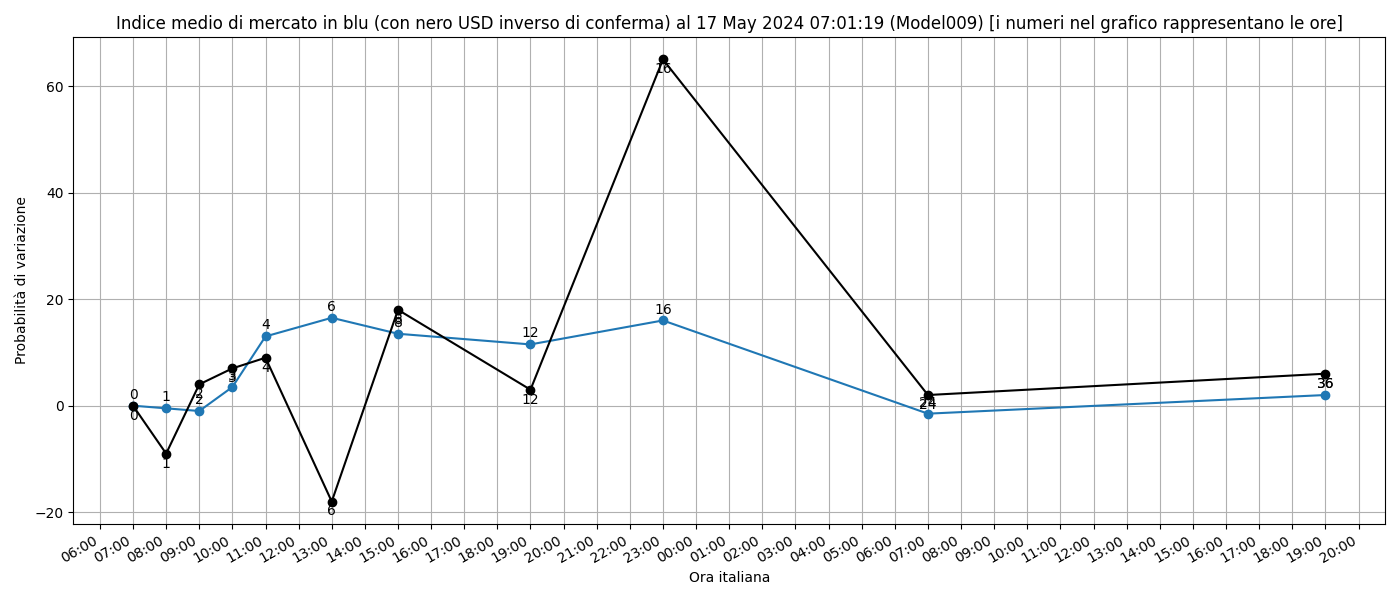 Indice medio di mercato in blu (con nero USD inverso di conferma) al 17 May 2024 07:01:19 (Model009) [i numeri nel grafico rappresentano le ore]
Probabilità di variazione
60
40
20
0
−20
0 1 2 3 4 6 8 12 16 24 36
0 1 2 3 4 6 8 12 16 24 36
06:00 07:00 08:00 09:00 10:00 11:00 12:00 13:00 14:00 15:00 16:00 17:00 18:00 19:00 20:00 21:00 22:00 23:00 00:00 01:00 02:00 03:00 04:00 05:00 06:00 07:00 08:00 09:00 10:00 11:00 12:00 13:00 14:00 15:00 16:00 17:00 18:00 19:00 20:00
Ora italiana